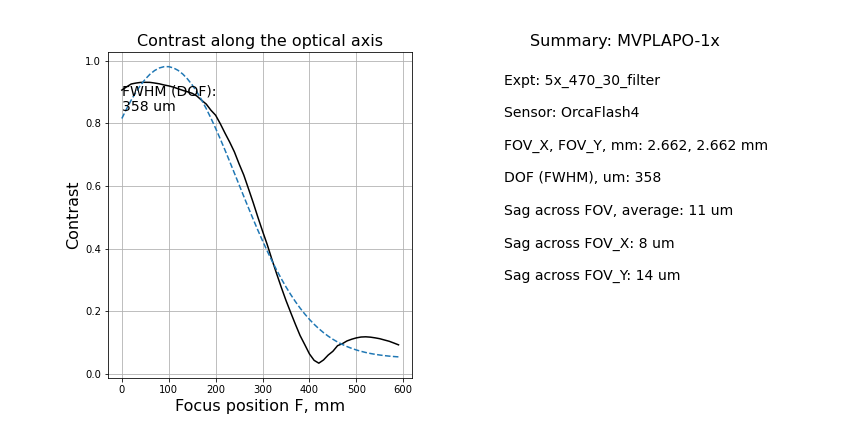 Contrast along the optical axis
1.0
0.8
0.6
0.4
0.2
0.0
Contrast
FWHM (DOF):
358 um
0 100 200 300 400 500 600
Focus position F, mm
Summary: MVPLAPO-1x
Expt: 5x_470_30_filter
Sensor: OrcaFlash4
FOV_X, FOV_Y, mm: 2.662, 2.662 mm
DOF (FWHM), um: 358
Sag across FOV, average: 11 um
Sag across FOV_X: 8 um
Sag across FOV_Y: 14 um